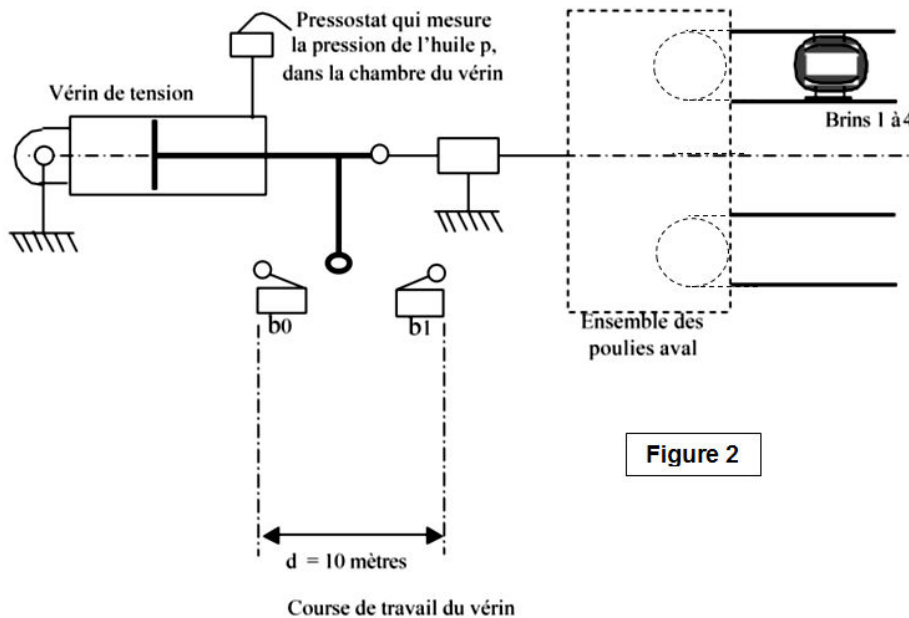 Pressostat qui mesure
la pression de l'huile p,
dans la chambre du vérin
Vérin de tension
Brins 1 à 4
b0
b1
Ensemble des
poulies aval
Figure 2
d = 10 mètres
Course de travail du vérin